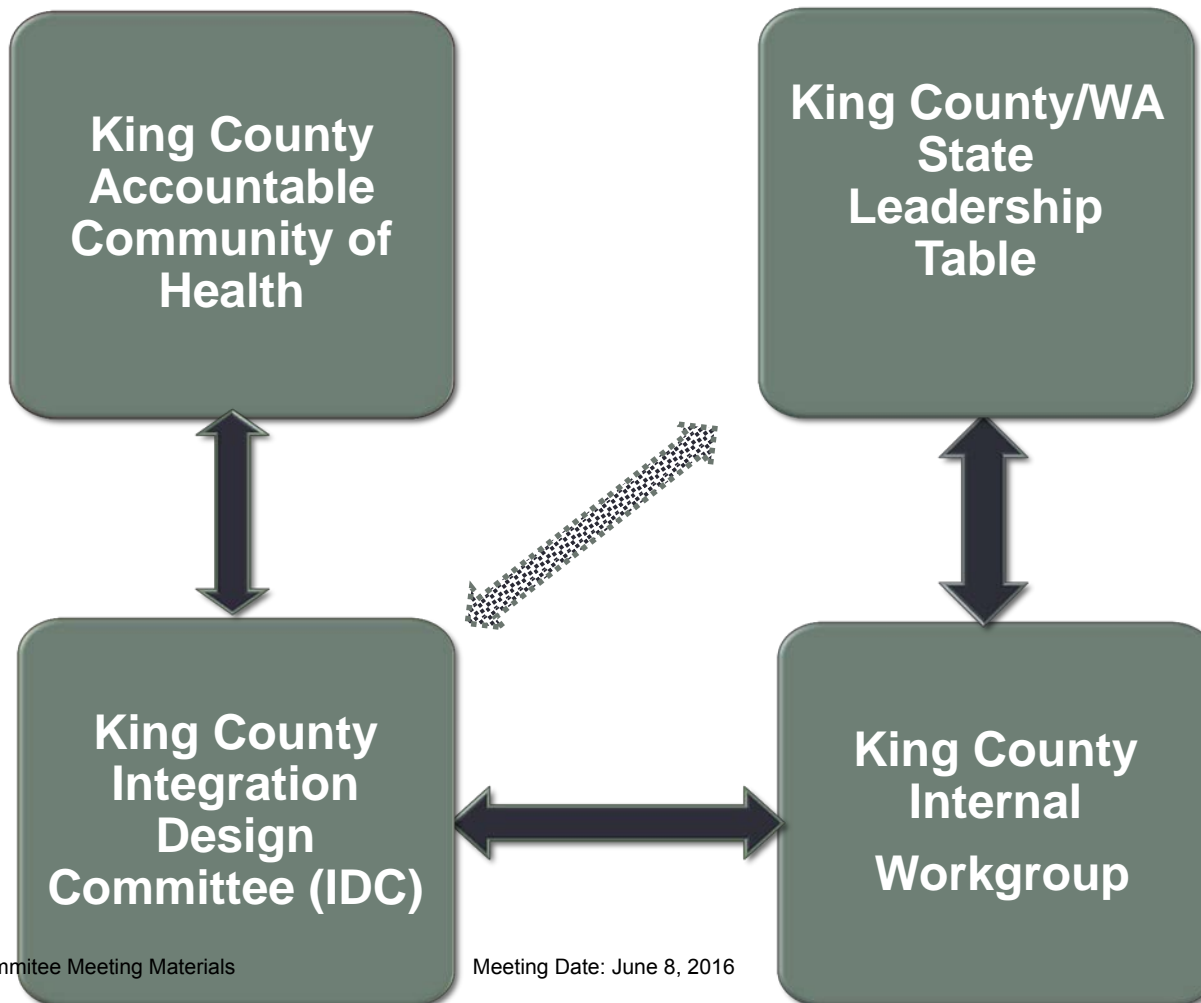 King County
Accountable
Community of
Health
King County/WA
State
Leadership
Table
King County
Integration
Design
Committee (IDC)
King County
Internal
Workgroup
Meeting Materials
Meeting Date: June 8, 2016